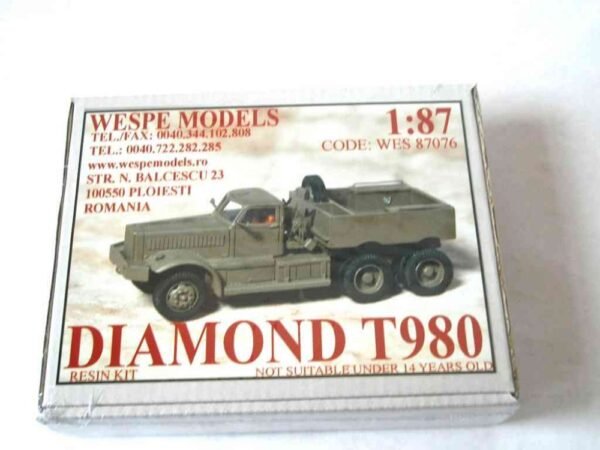 WESPE MODELS
TEL./FAX: 0040.344.102.808
TEL.: 0040.722.282.285
www.wespemodels.ro
STR. N. BALCESCU 23
100550 PLOIESTI
ROMANIA
1:87
CODE: WES 87076
DIAMOND T980
RESIN KIT
NOT SUITABLE UNDER 14 YEARS OLD